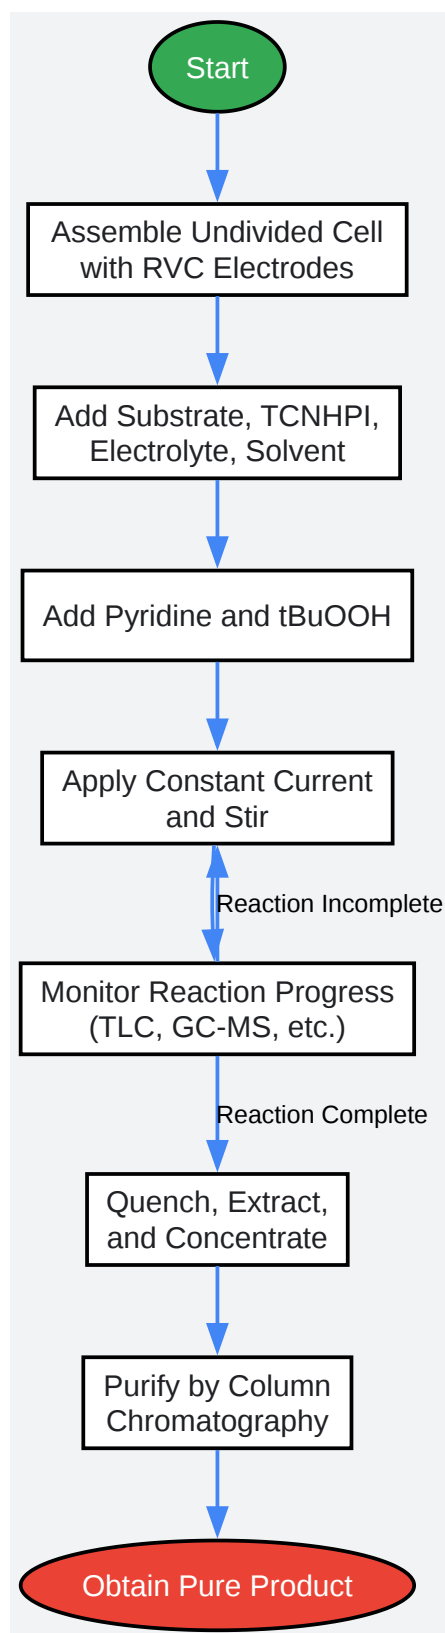 Start
Assemble Undivided Cell
with RVC Electrodes
Add Substrate, TCNHPI,
Electrolyte, Solvent
Add Pyridine and tBuOOH
Apply Constant Current
and Stir
Reaction Incomplete
Monitor Reaction Progress
(TLC, GC-MS, etc.)
Reaction Complete
Quench, Extract,
and Concentrate
Purify by Column
Chromatography
Obtain Pure Product